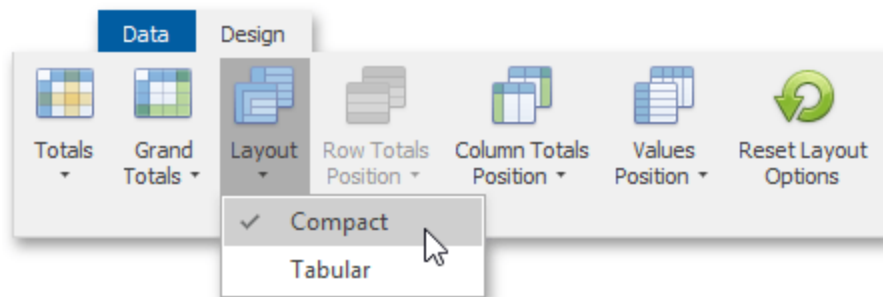 Data Design
Totals Grand Layout Row Totals Column Totals Values Reset Layout
Totals Position Position Position Options
Compact
Tabular